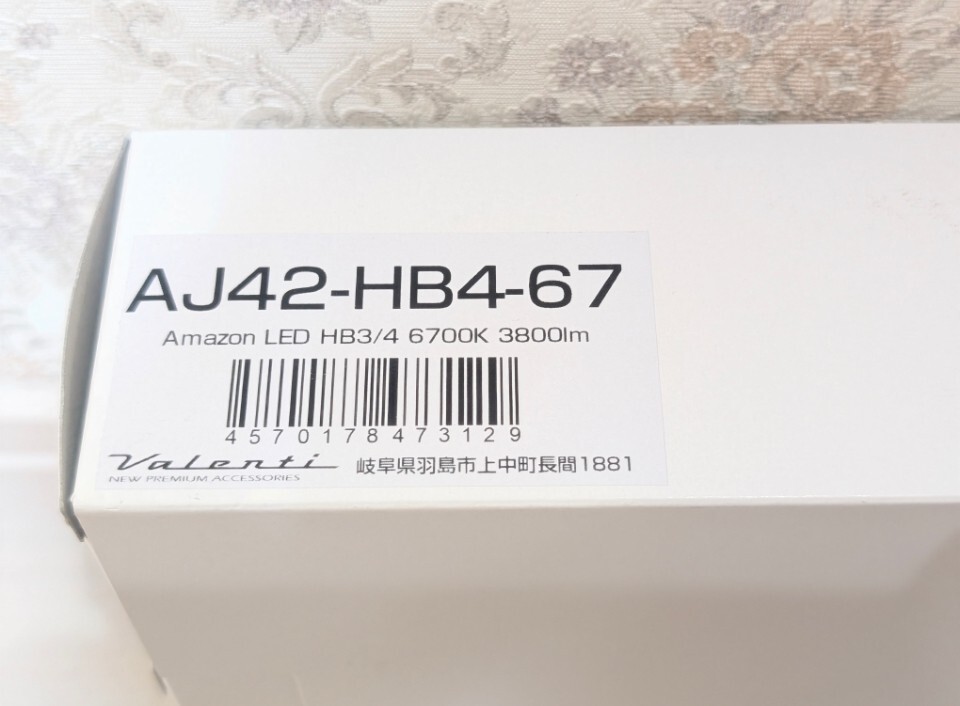 AJ42-HB4-67
Amazon LED HB3/4 6700K 3800lm
4570178473129
Valenti
NEW PREMIUM ACCESSORIES
岐阜県羽島市上中町長間1881